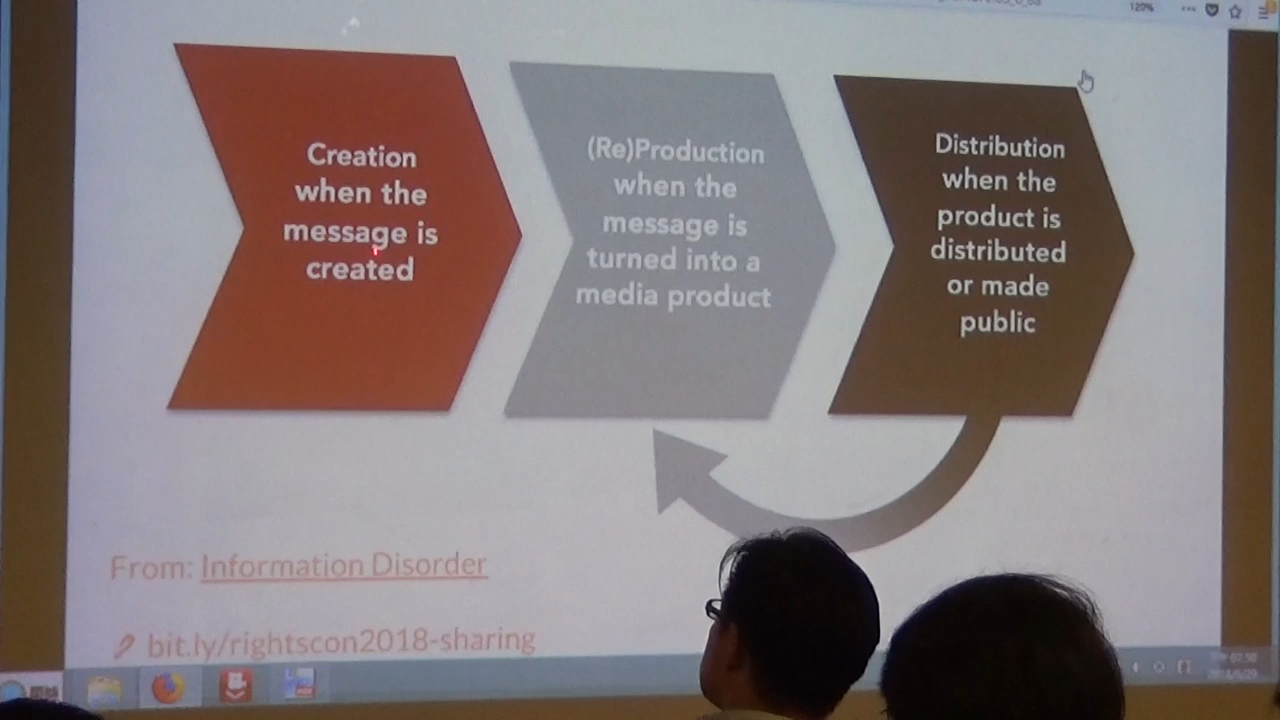 120%
Creation
when the
message is
created
(Re)Production
when the
message is
turned into a
media product
Distribution
when the
product is
distributed
or made
public
From: Information Disorder
bit.ly/rightscon2018-sharing